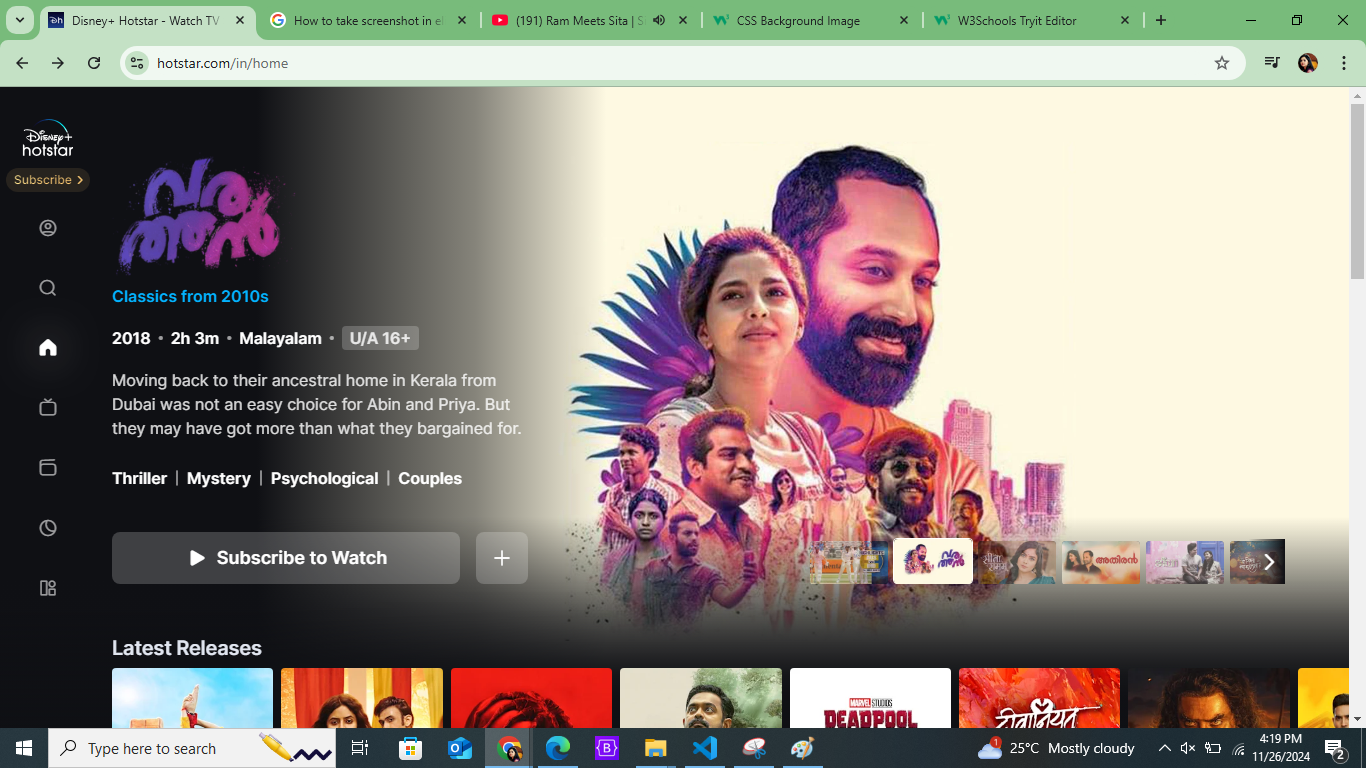 Disney+ Hotstar - Watch TV
How to take screenshot in el
(191) Ram Meets Sita | S
CSS Background Image
W3Schools Tryit Editor
hotstar.com/in/home
Disney+
hotstar
Subscribe
വരത്തൻ
Classics from 2010s
2018 • 2h 3m • Malayalam • U/A 16+
Moving back to their ancestral home in Kerala from
Dubai was not an easy choice for Abin and Priya. But
they may have got more than what they bargained for.
Thriller | Mystery | Psychological | Couples
Subscribe to Watch
വരത്തൻ
അതിരൻ
Latest Releases
MARVEL STUDIOS
DEADPOOL
दीवानियत
Type here to search
25°C Mostly cloudy
4:19 PM
11/26/2024
2